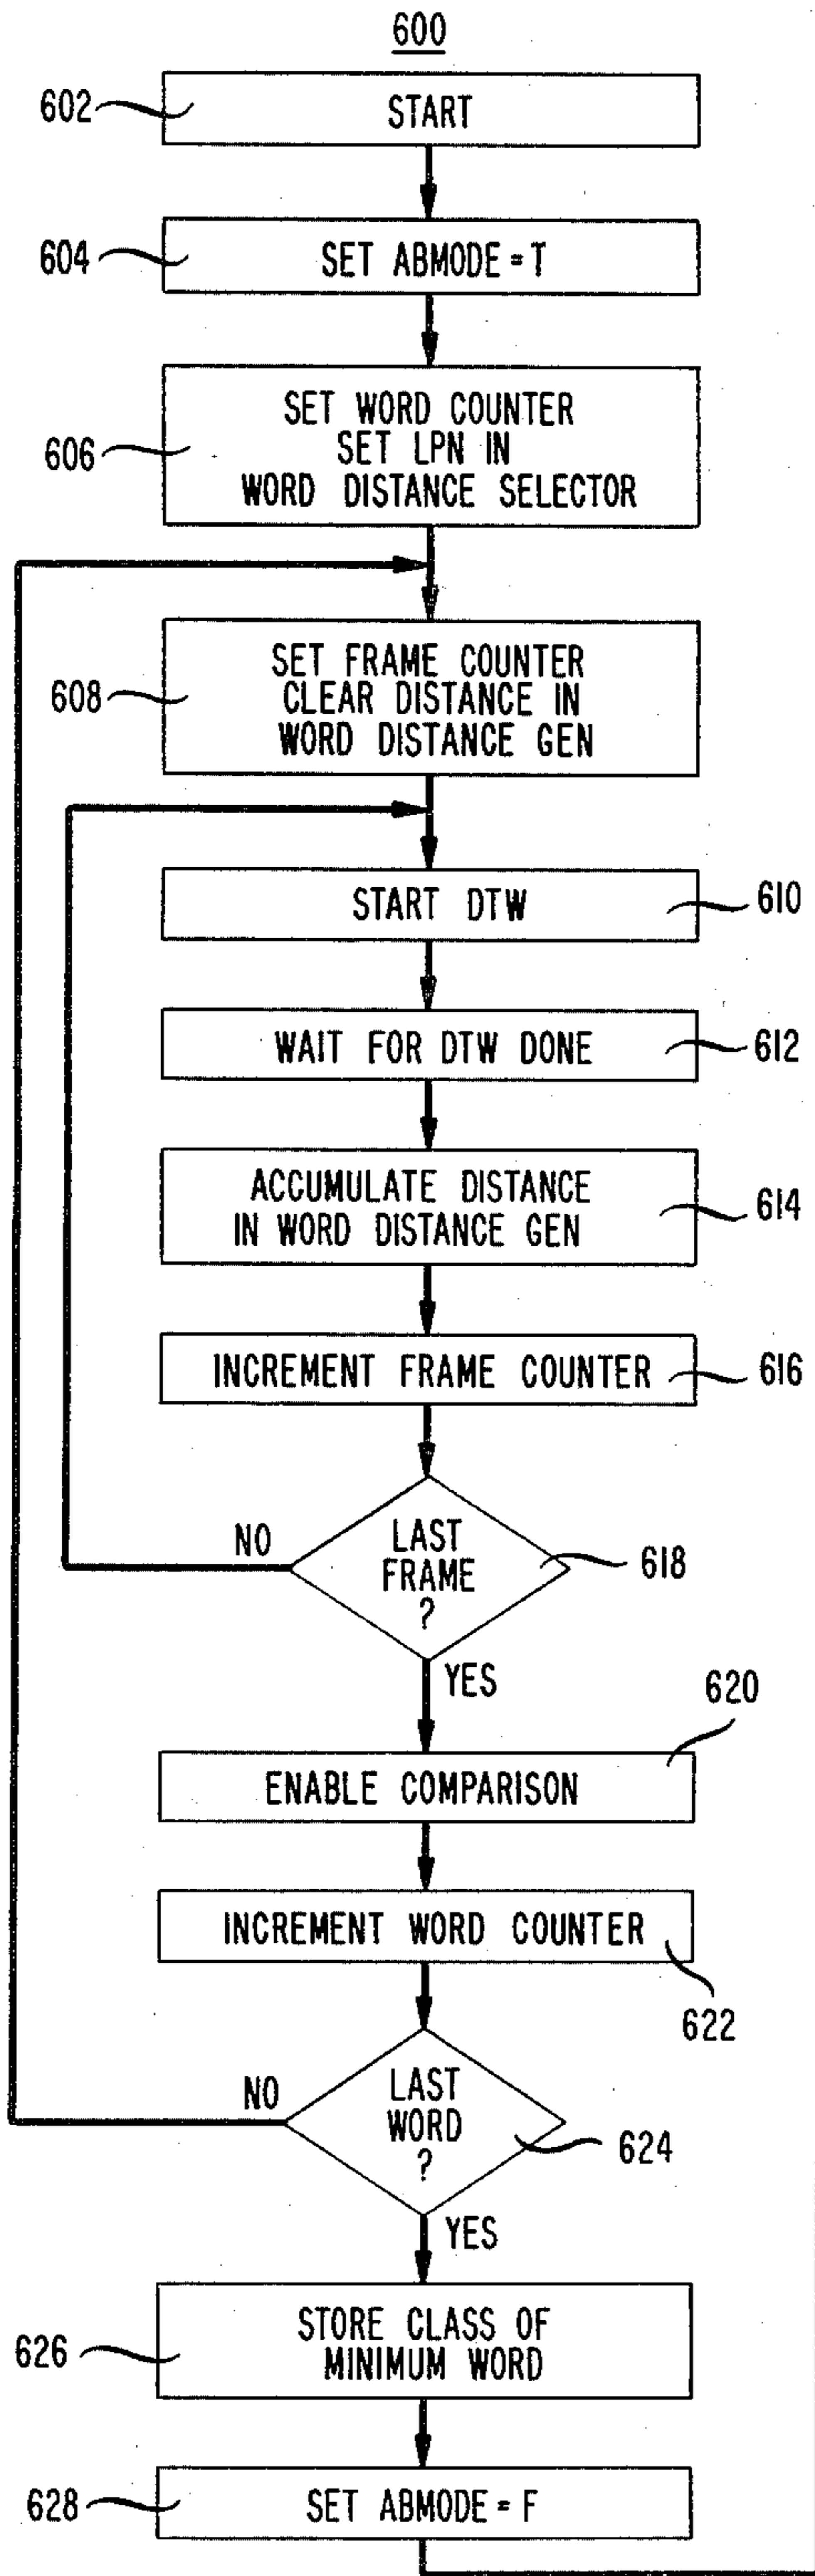 600
602
START
604
SET ABMODE = T
606
SET WORD COUNTER
SET LPN IN
WORD DISTANCE SELECTOR
608
SET FRAME COUNTER
CLEAR DISTANCE IN
WORD DISTANCE GEN
START DTW
610
WAIT FOR DTW DONE
612
ACCUMULATE DISTANCE
IN WORD DISTANCE GEN
614
INCREMENT FRAME COUNTER
616
NO
LAST
FRAME
?
618
YES
620
ENABLE COMPARISON
INCREMENT WORD COUNTER
622
NO
LAST
WORD
?
624
YES
626
STORE CLASS OF
MINIMUM WORD
628
SET ABMODE = F